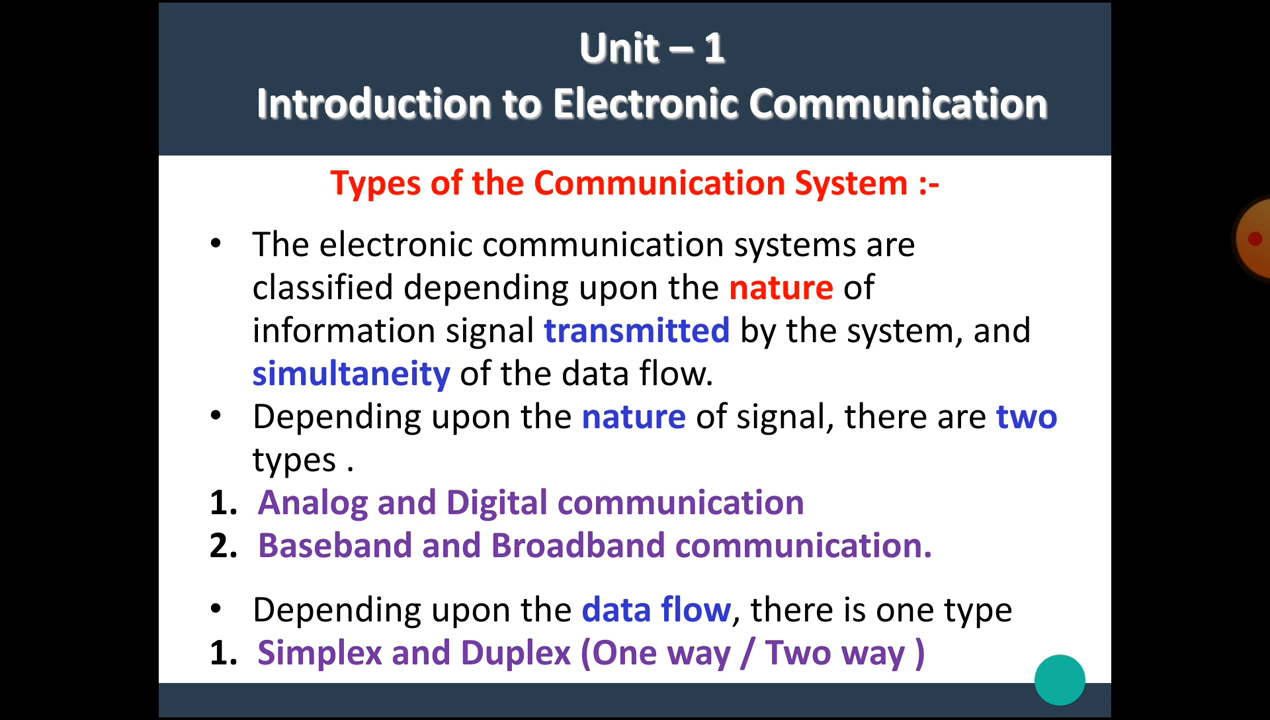 Unit – 1
Introduction to Electronic Communication
Types of the Communication System :-
• The electronic communication systems are
classified depending upon the nature of
information signal transmitted by the system, and
simultaneity of the data flow.
• Depending upon the nature of signal, there are two
types .
1. Analog and Digital communication
2. Baseband and Broadband communication.
• Depending upon the data flow, there is one type
1. Simplex and Duplex (One way / Two way )